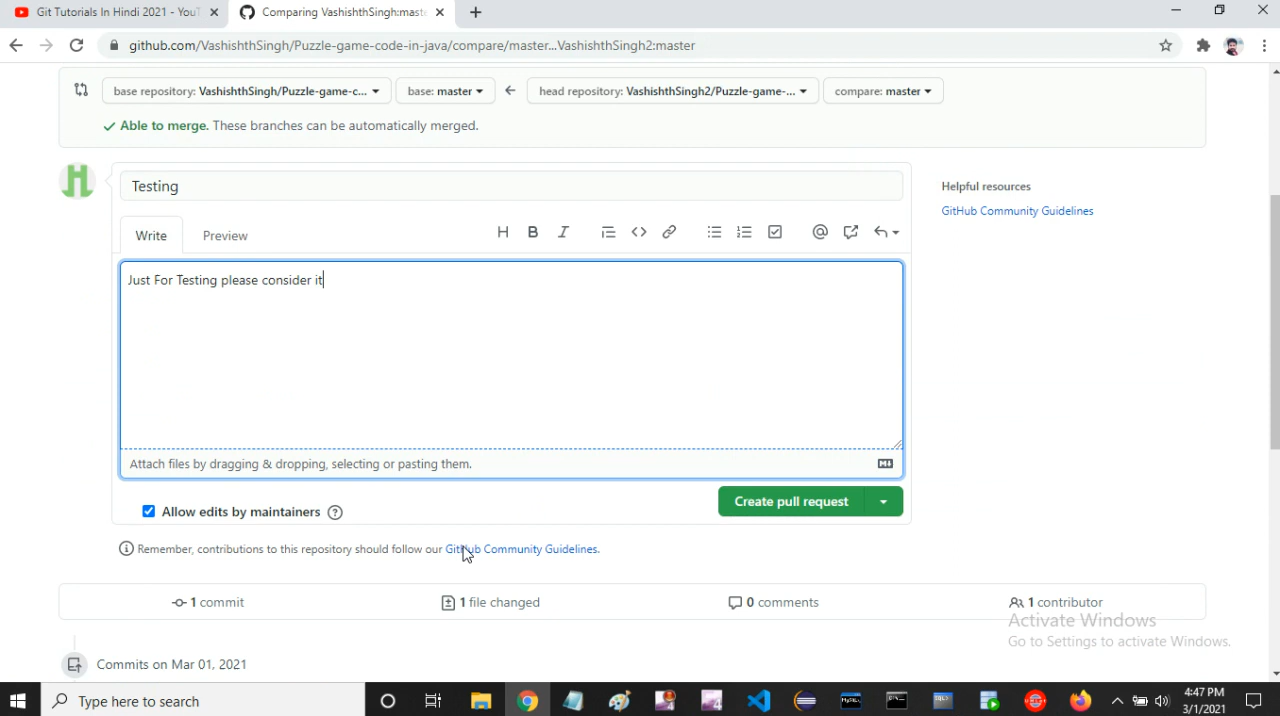 Git Tutorials In Hindi 2021 - YouT
Comparing VashishthSingh:maste
github.com/VashishthSingh/Puzzle-game-code-in-java/compare/master...VashishthSingh2:master
base repository: VashishthSingh/Puzzle-game-c... base: master head repository: VashishthSingh2/Puzzle-game-... compare: master
Able to merge. These branches can be automatically merged.
Testing
Helpful resources
GitHub Community Guidelines
Write Preview
Just For Testing please consider it
Attach files by dragging & dropping, selecting or pasting them.
Create pull request
Allow edits by maintainers
Remember, contributions to this repository should follow our GitHub Community Guidelines.
1 commit 1 file changed 0 comments 1 contributor
Activate Windows
Go to Settings to activate Windows.
Commits on Mar 01, 2021
Type here to search
4:47 PM
3/1/2021